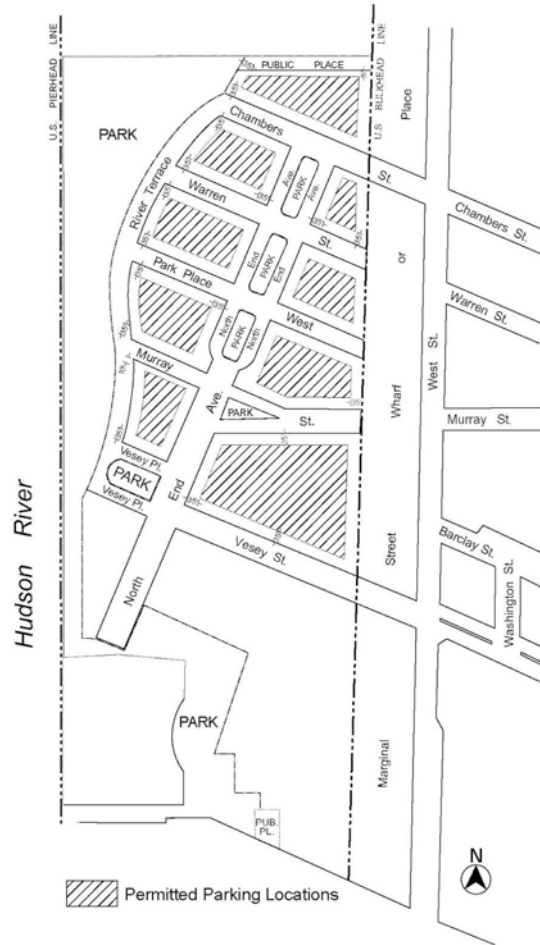 U.S. PIERHEAD LINE
U.S BULKHEAD LINE
PUBLIC PLACE
Place
PARK
Chambers
St.
Chambers St.
River Terrace
Ave.
PARK
Ave.
Warren
St.
Warren St.
or
End
PARK
End
Park Place
West
West St.
North
PARK
North
Murray
St.
Murray St.
Wharf
Ave.
PARK
Vesey Pl.
PARK
Vesey Pl.
End
Vesey St.
Street
Barclay St.
Washington St.
Hudson River
North
PARK
Marginal
PUB.
PL.
N
Permitted Parking Locations